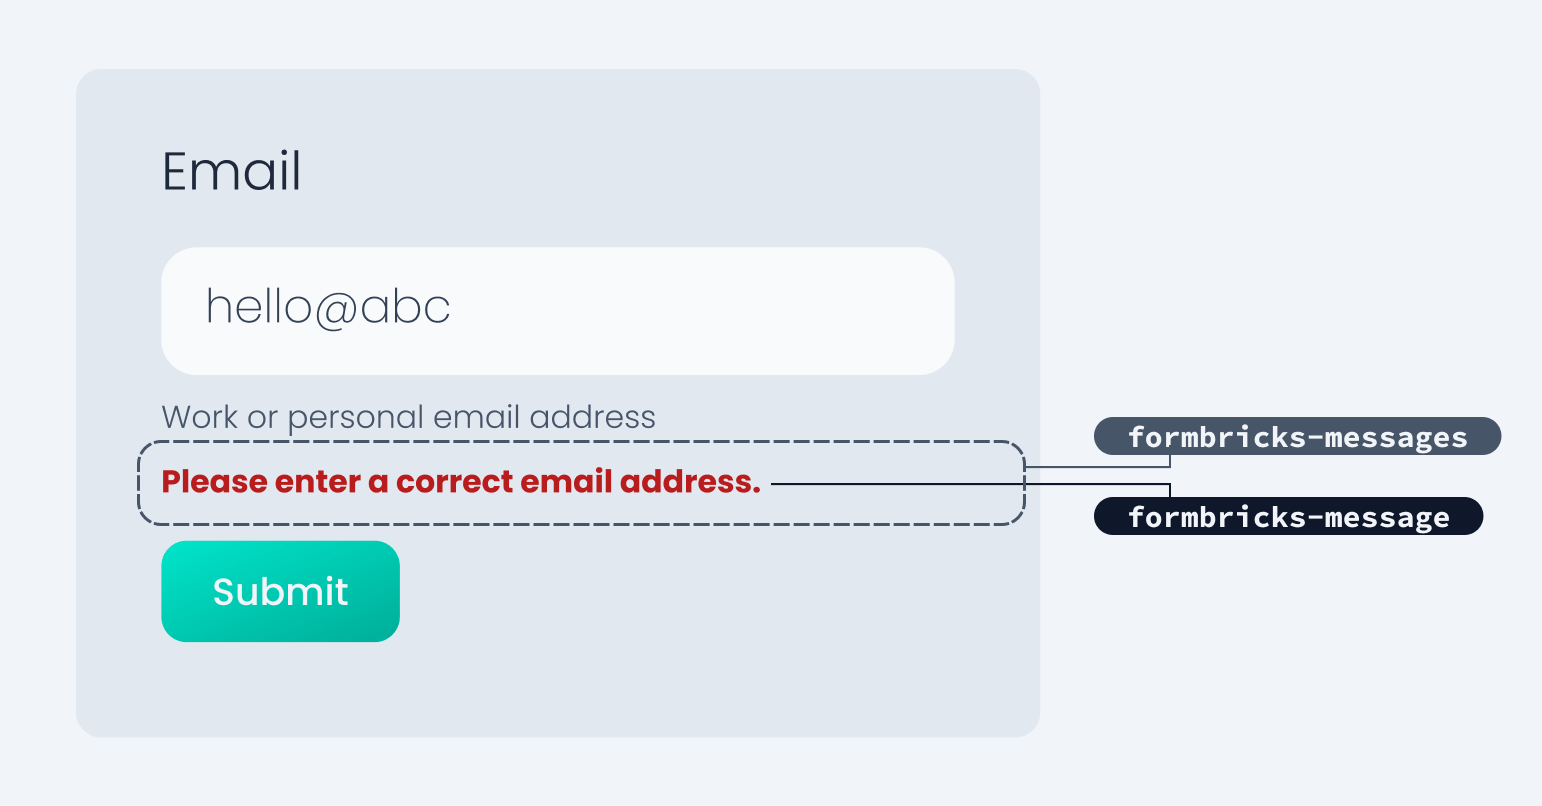 Email
hello@abc
Work or personal email address
formbricks-messages
Please enter a correct email address.
formbricks-message
Submit